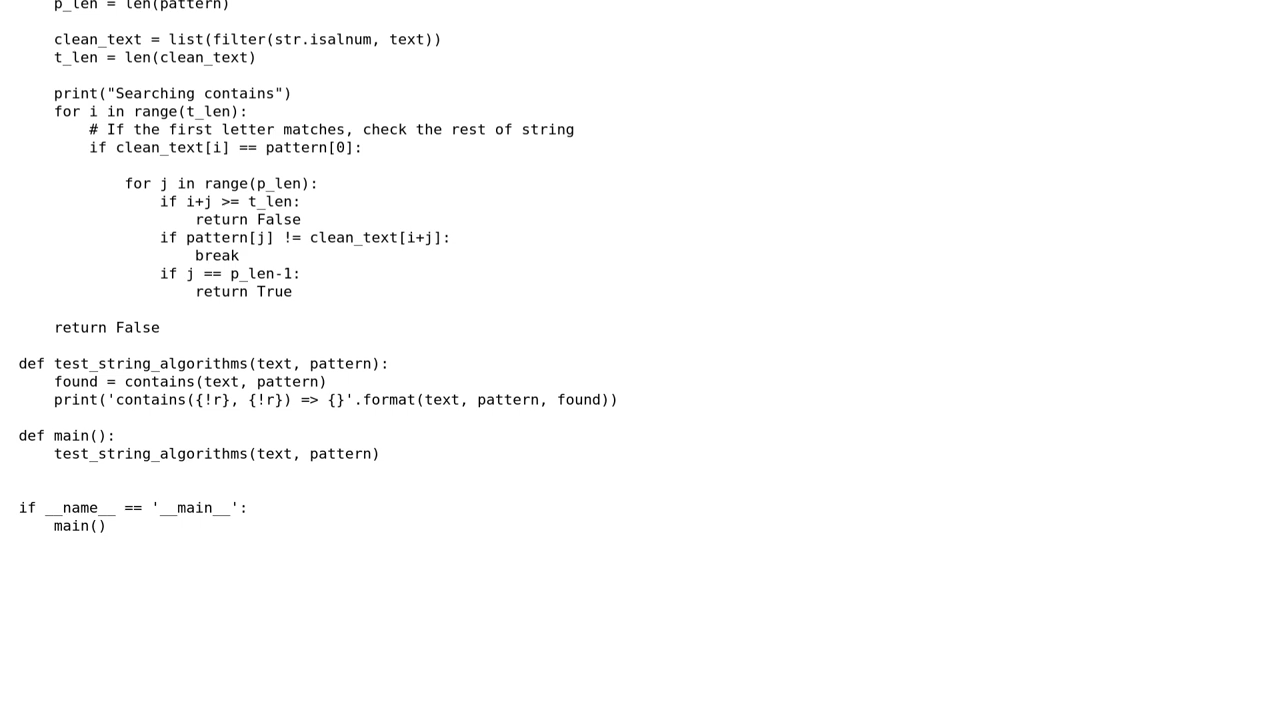 p_len = len(pattern)

    clean_text = list(filter(str.isalnum, text))
    t_len = len(clean_text)

    print("Searching contains")
    for i in range(t_len):
        # If the first letter matches, check the rest of string
        if clean_text[i] == pattern[0]:

            for j in range(p_len):
                if i+j >= t_len:
                    return False
                if pattern[j] != clean_text[i+j]:
                    break
                if j == p_len-1:
                    return True

    return False

def test_string_algorithms(text, pattern):
    found = contains(text, pattern)
    print('contains({!r}, {!r}) => {}'.format(text, pattern, found))

def main():
    test_string_algorithms(text, pattern)


if __name__ == '__main__':
    main()